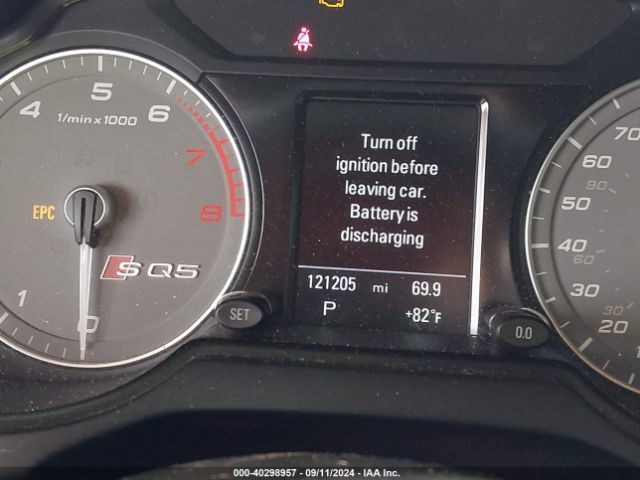 4 5 6
1/min x 1000
7
8
EPC
SQ5
1
0
Turn off
ignition before
leaving car.
Battery is
discharging
121205 mi 69.9
P +82°F
SET
0.0
70
60
90
50
40
60
30
30
20
1
000-40298957 - 09/11/2024 - IAA Inc.